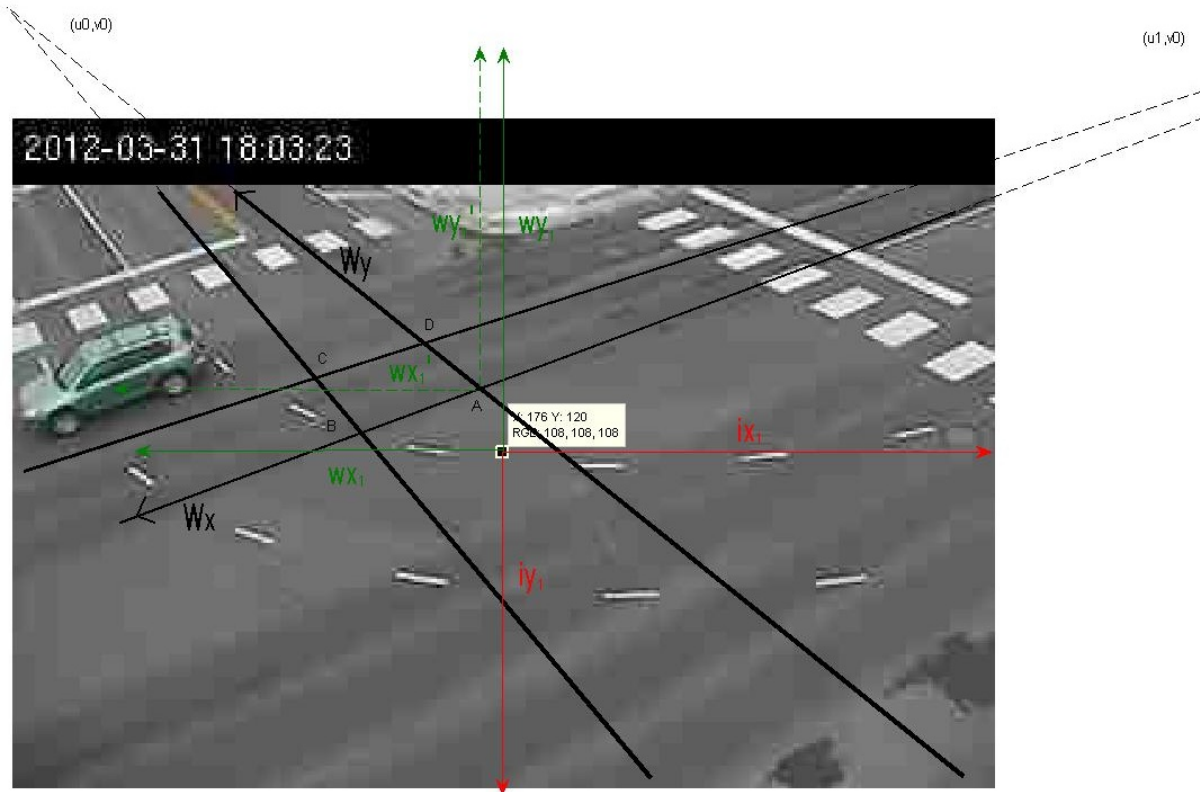 (u0,v0)
(u1,v0)
2012-03-31 18:03:23
wy1'
wy1
Wy
D
C
wx1'
A
X: 176 Y: 120
RGB: 108, 108, 108
B
ix1
wx1
Wx
iy1